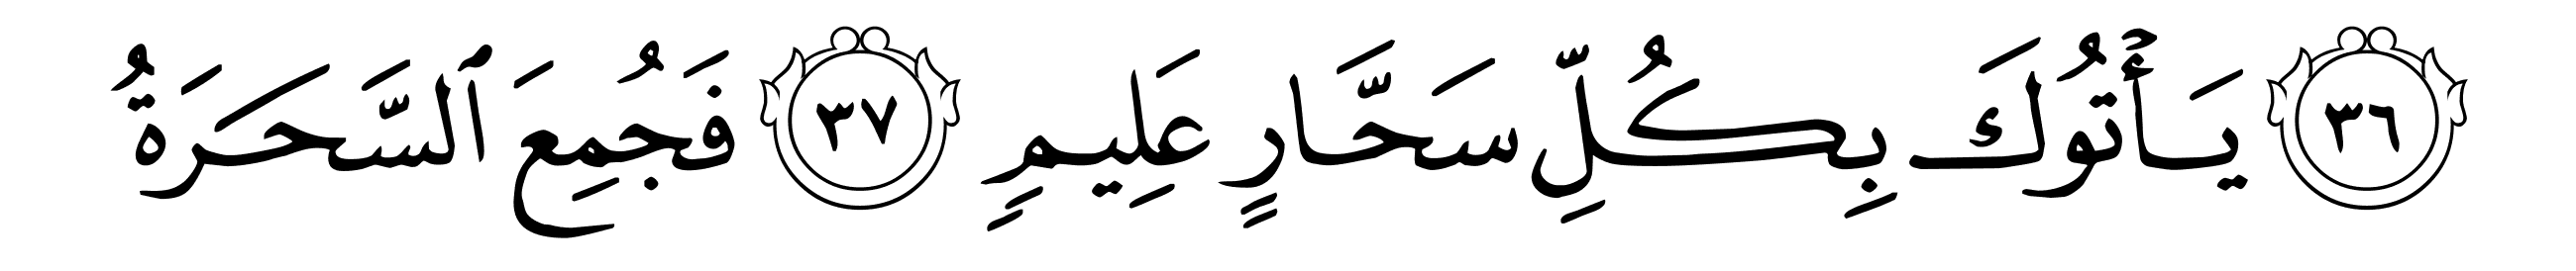 ٣٦ يَأْتُوكَ بِكُلِّ سَحَّارٍ عَلِيمٍ ٣٧ فَجُمِعَ ٱلسَّحَرَةُ